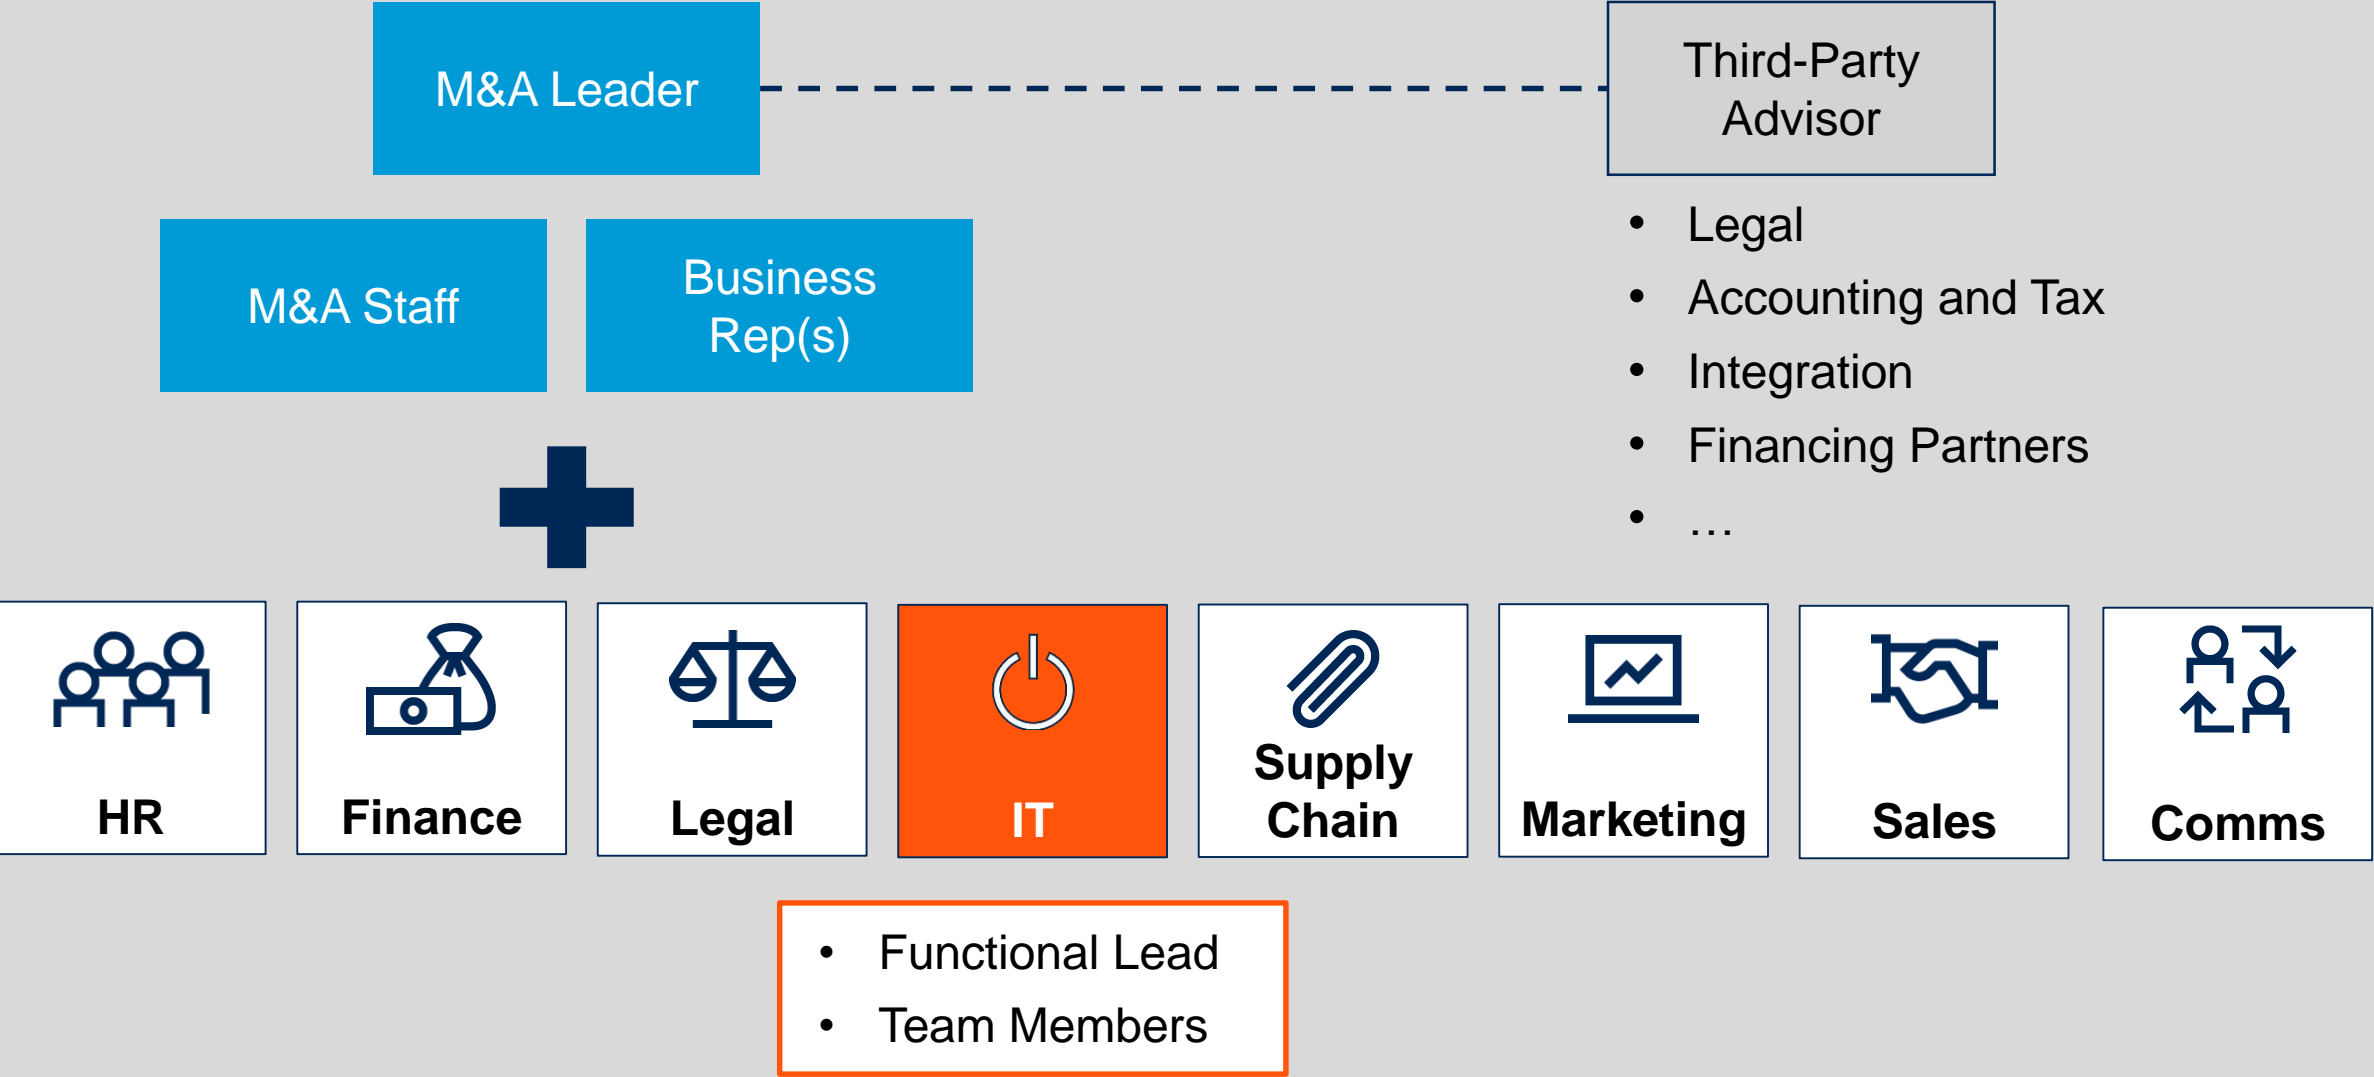 M&A Leader
Third-Party
Advisor
M&A Staff
Business
Rep(s)
• Legal
• Accounting and Tax
• Integration
• Financing Partners
• …
HR
Finance
Legal
IT
Supply
Chain
Marketing
Sales
Comms
• Functional Lead
• Team Members